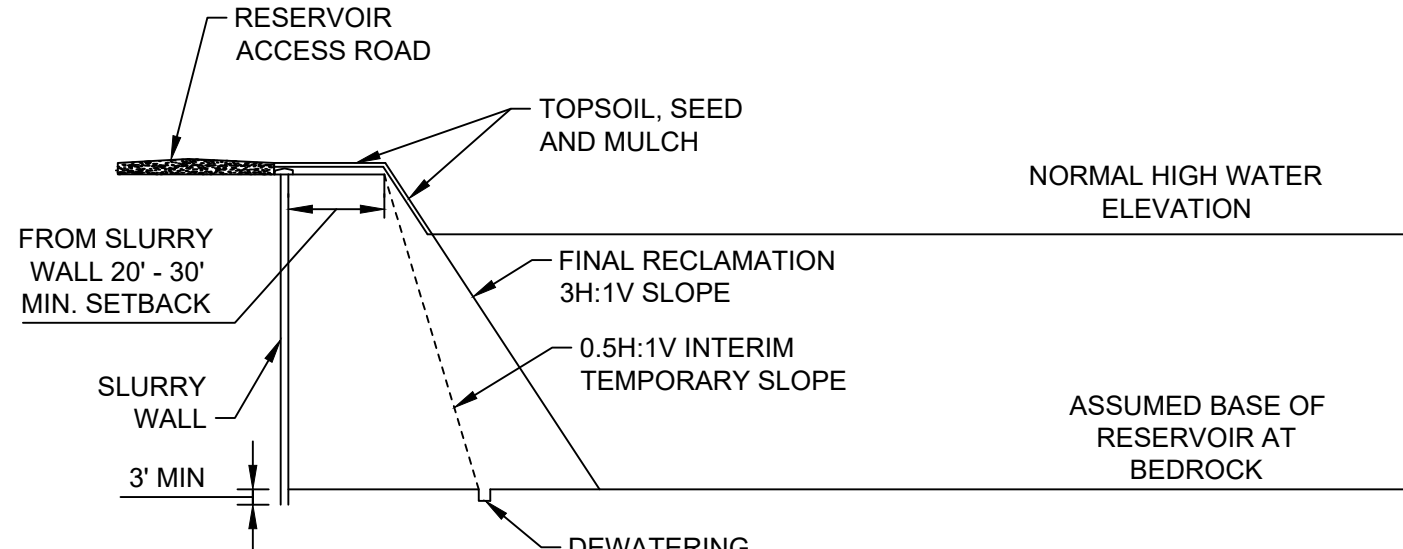 RESERVOIR
ACCESS ROAD
TOPSOIL, SEED
AND MULCH
NORMAL HIGH WATER
ELEVATION
FROM SLURRY
WALL 20' - 30'
MIN. SETBACK
FINAL RECLAMATION
3H:1V SLOPE
0.5H:1V INTERIM
TEMPORARY SLOPE
SLURRY
WALL
ASSUMED BASE OF
RESERVOIR AT
BEDROCK
3' MIN
DEWATERING